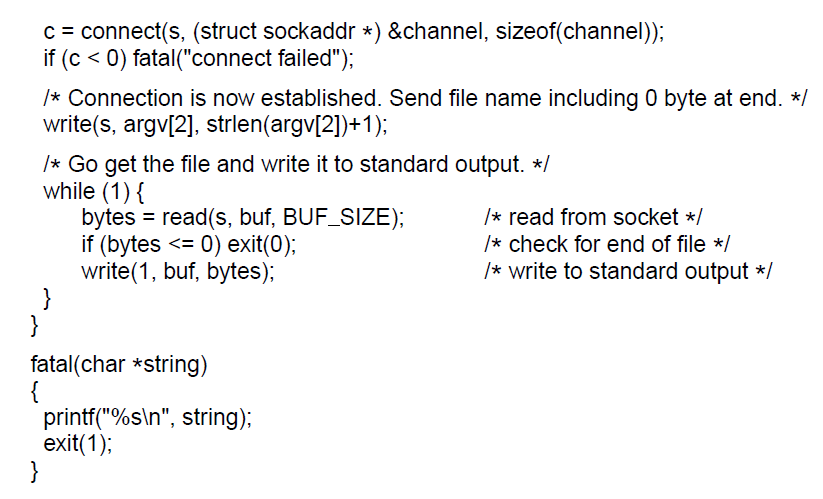 c = connect(s, (struct sockaddr *) &channel, sizeof(channel));
if (c < 0) fatal("connect failed");
/* Connection is now established. Send file name including 0 byte at end. */
write(s, argv[2], strlen(argv[2])+1);
/* Go get the file and write it to standard output. */
while (1) {
bytes = read(s, buf, BUF_SIZE); /* read from socket */
if (bytes <= 0) exit(0); /* check for end of file */
write(1, buf, bytes); /* write to standard output */
}
}
fatal(char *string)
{
printf("%s\n", string);
exit(1);
}